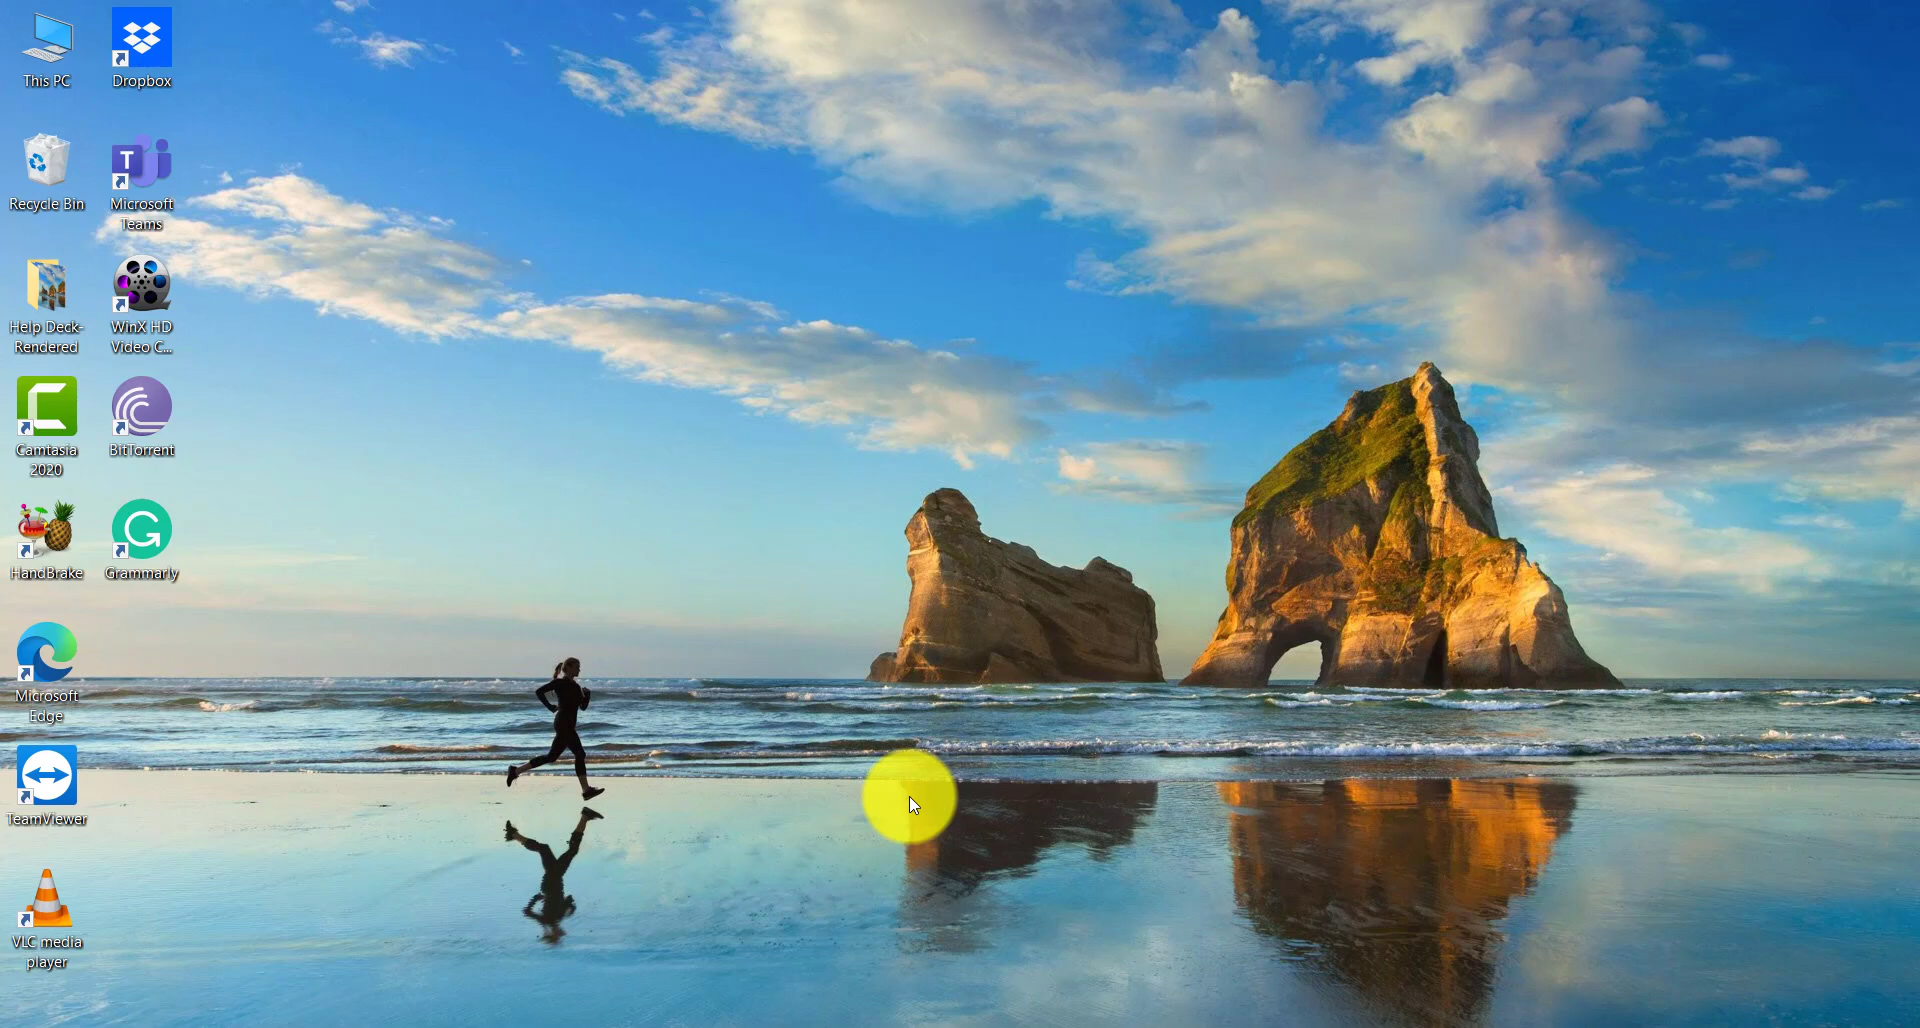 This PC
Dropbox
Recycle Bin
T
Microsoft
Teams
Help Deck-
Rendered
WinX HD
Video C...
Camtasia
2020
BitTorrent
HandBrake
Grammarly
Microsoft
Edge
TeamViewer
VLC media
player